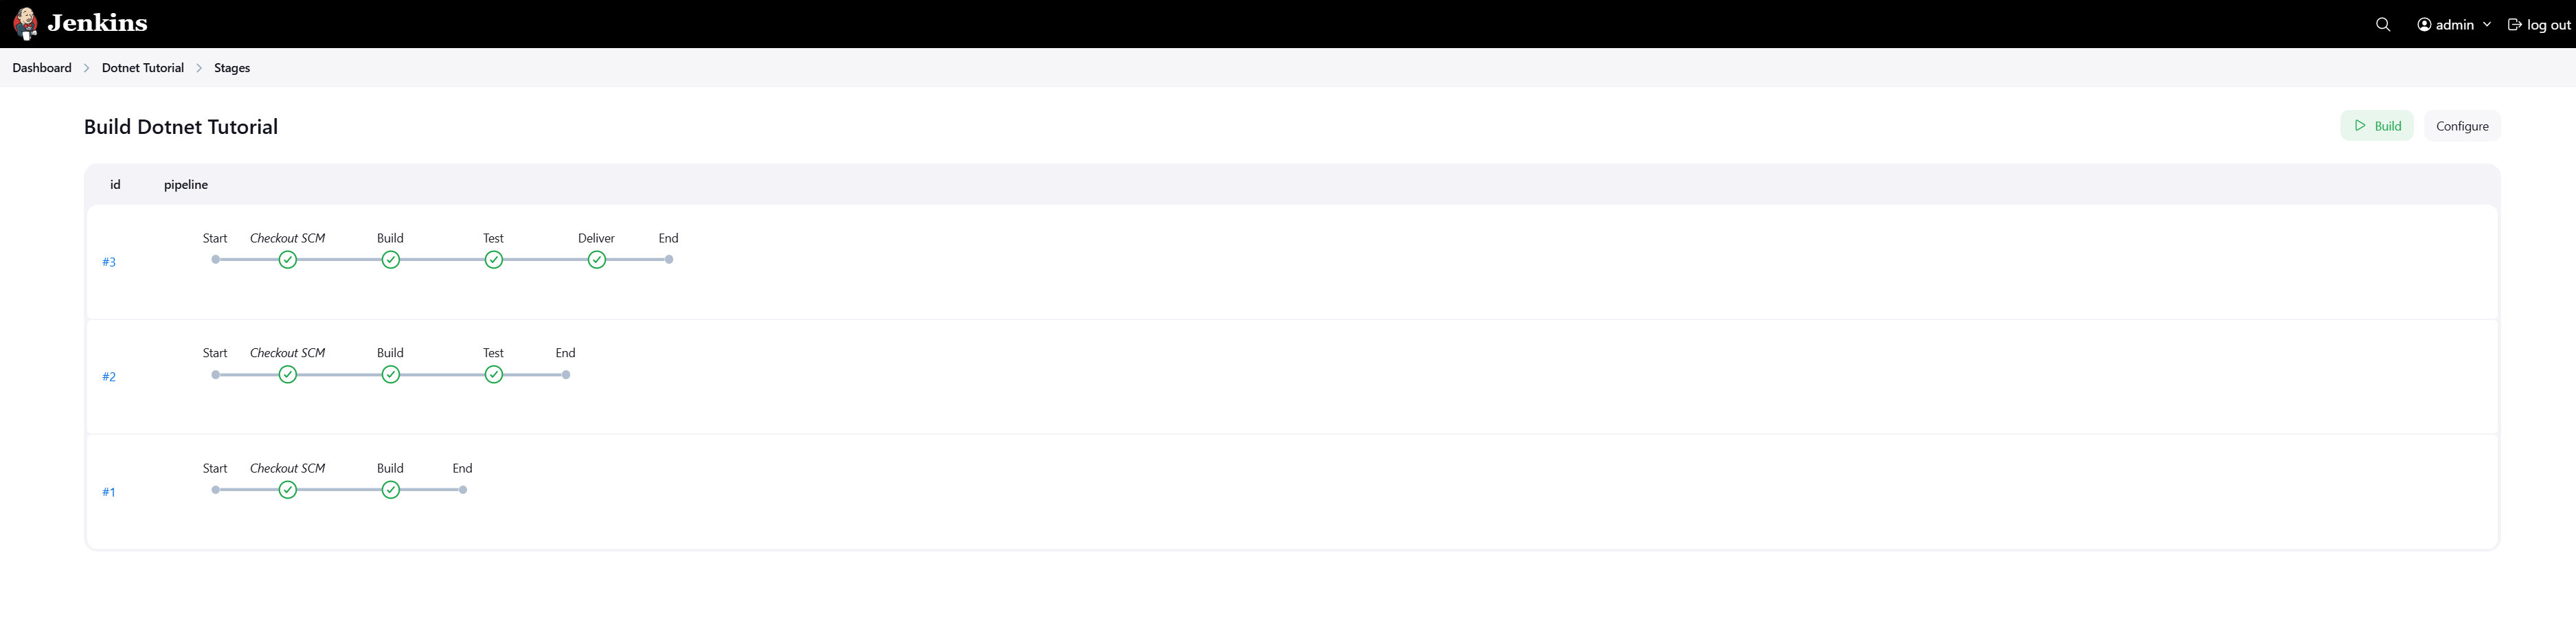 Jenkins
admin
log out
Dashboard
Dotnet Tutorial
Stages
Build Dotnet Tutorial
Build
Configure
id pipeline
Start Checkout SCM Build Test Deliver End
#3
Start Checkout SCM Build Test End
#2
Start Checkout SCM Build End
#1